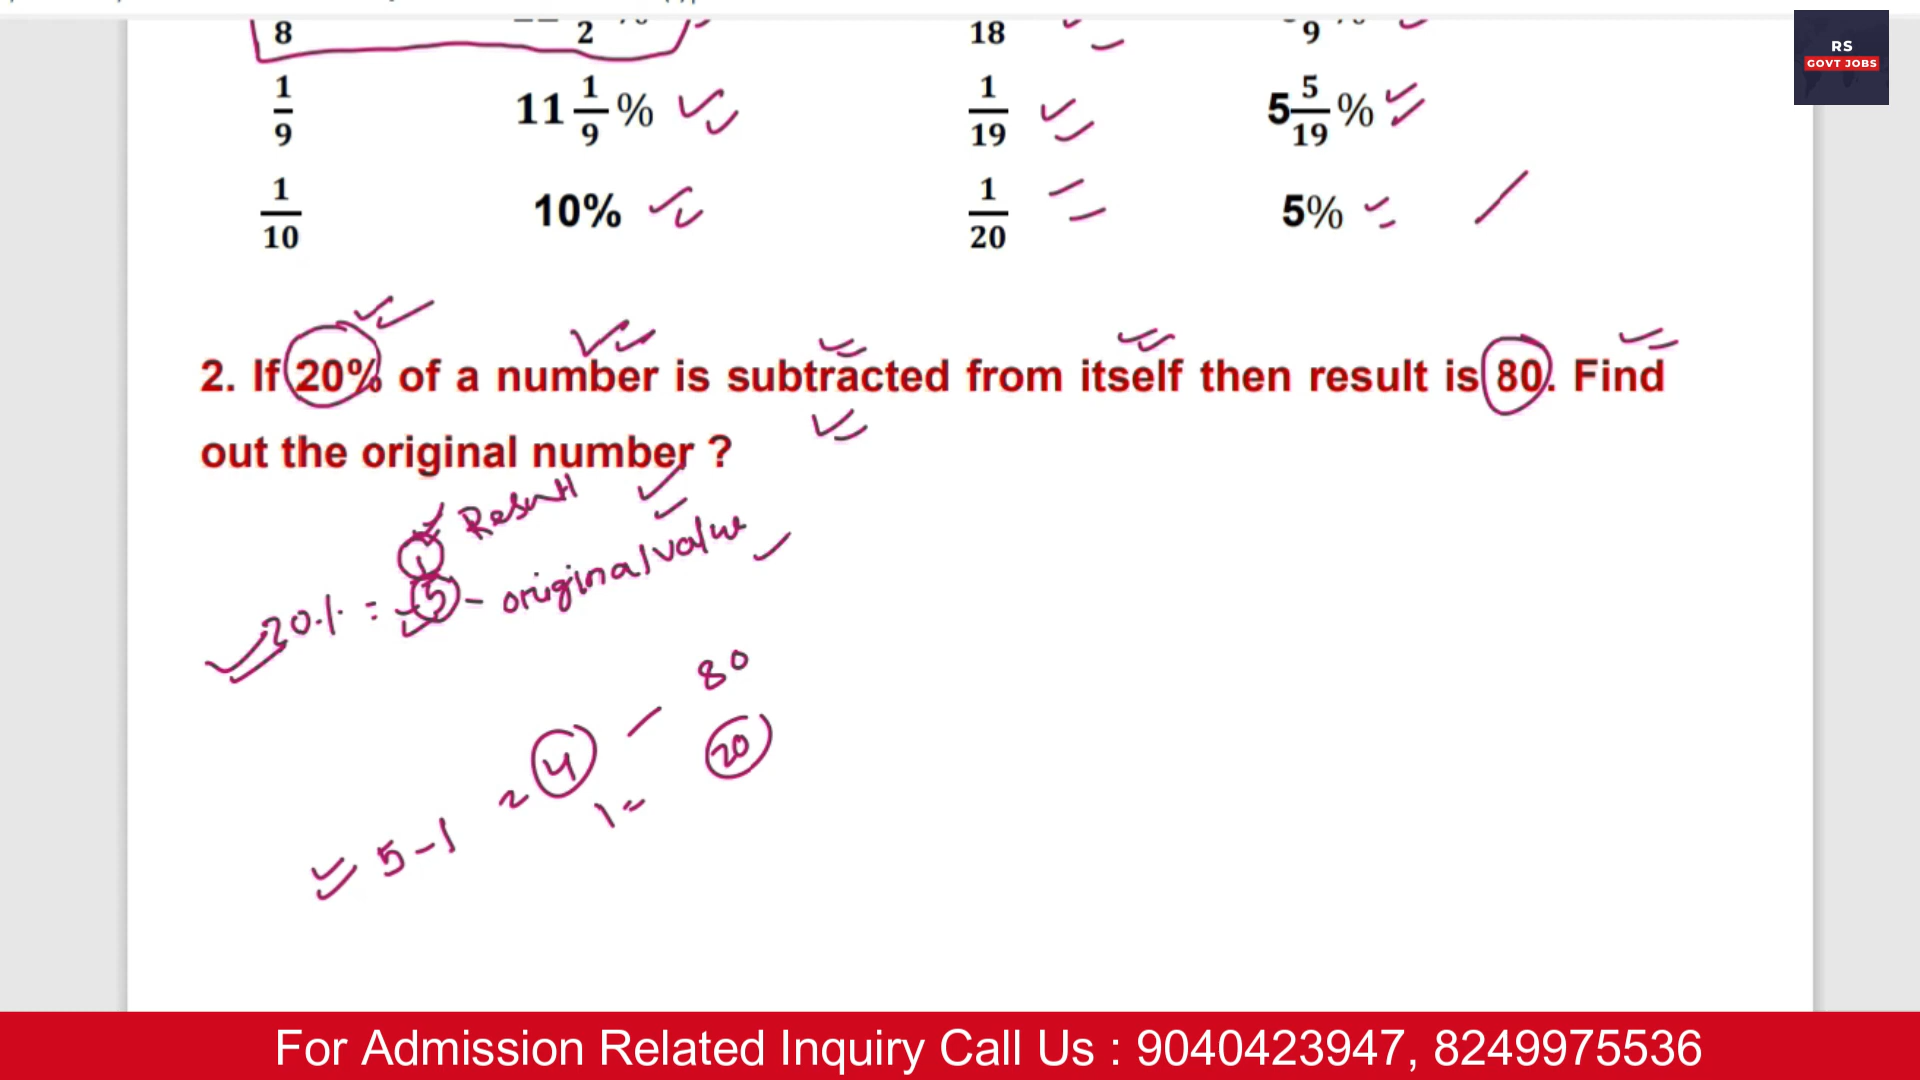 RS
GOVT JOBS
8 2 18 9
1/9 11 1/9 % 1/19 5 5/19 %
1/10 10% 1/20 5%
2. If 20% of a number is subtracted from itself then result is 80. Find
out the original number ?
1 Result
20% = 5 - original value
80
4 - 20
5-1 = 1 =
For Admission Related Inquiry Call Us : 9040423947, 8249975536